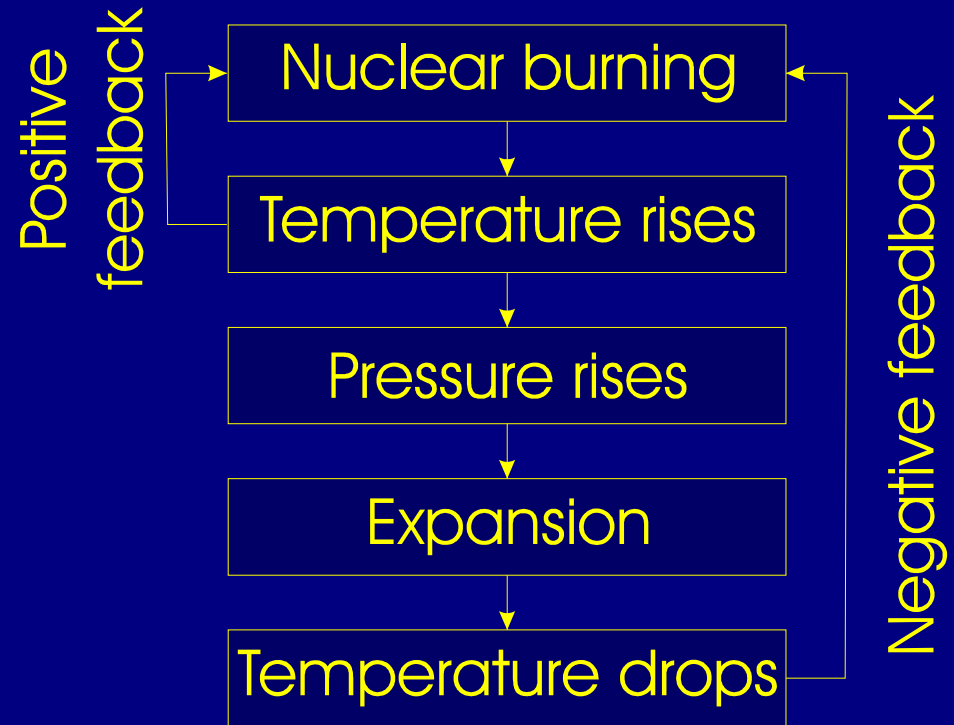 Positive
feedback
Nuclear burning
Temperature rises
Pressure rises
Expansion
Temperature drops
Negative feedback